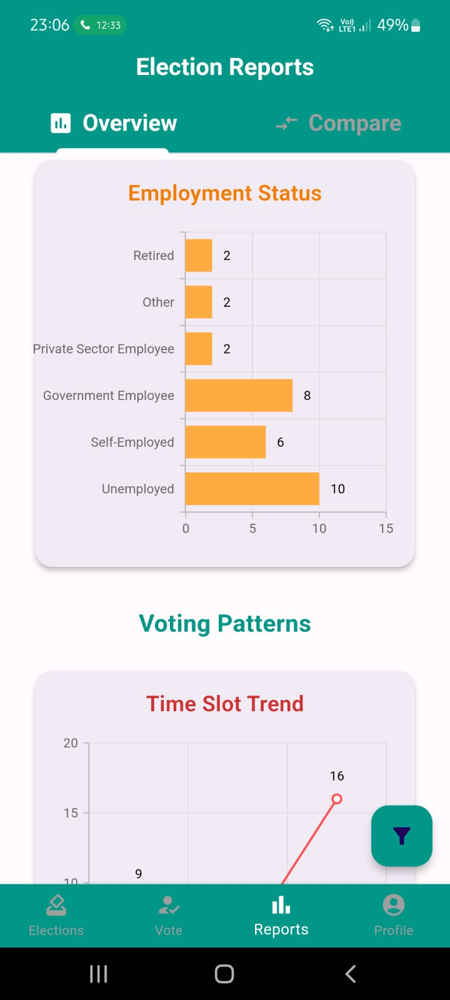 23:06 12:33 Vo)) LTE1 49%
Election Reports
Overview Compare
Employment Status
Retired 2
Other 2
Private Sector Employee 2
Government Employee 8
Self-Employed 6
Unemployed 10
0 5 10 15
Voting Patterns
Time Slot Trend
20
16
15
9
10
Elections Vote Reports Profile